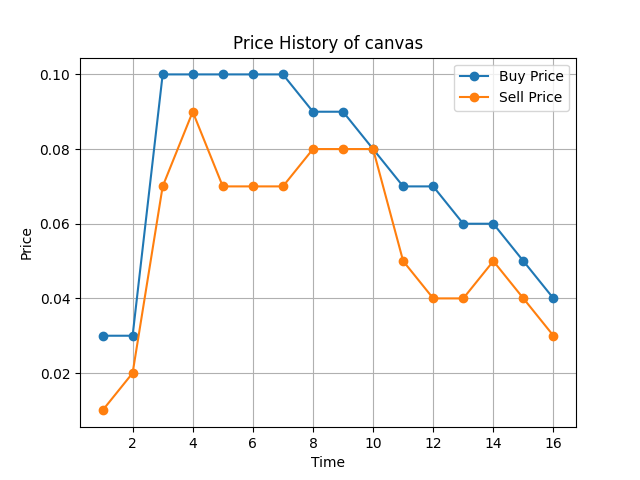 Price History of canvas
Buy Price
Sell Price
0.10
0.08
0.06
0.04
0.02
Price
2 4 6 8 10 12 14 16
Time